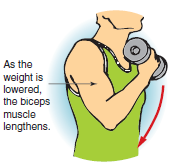 As the
weight is
lowered,
the biceps
muscle
lengthens.